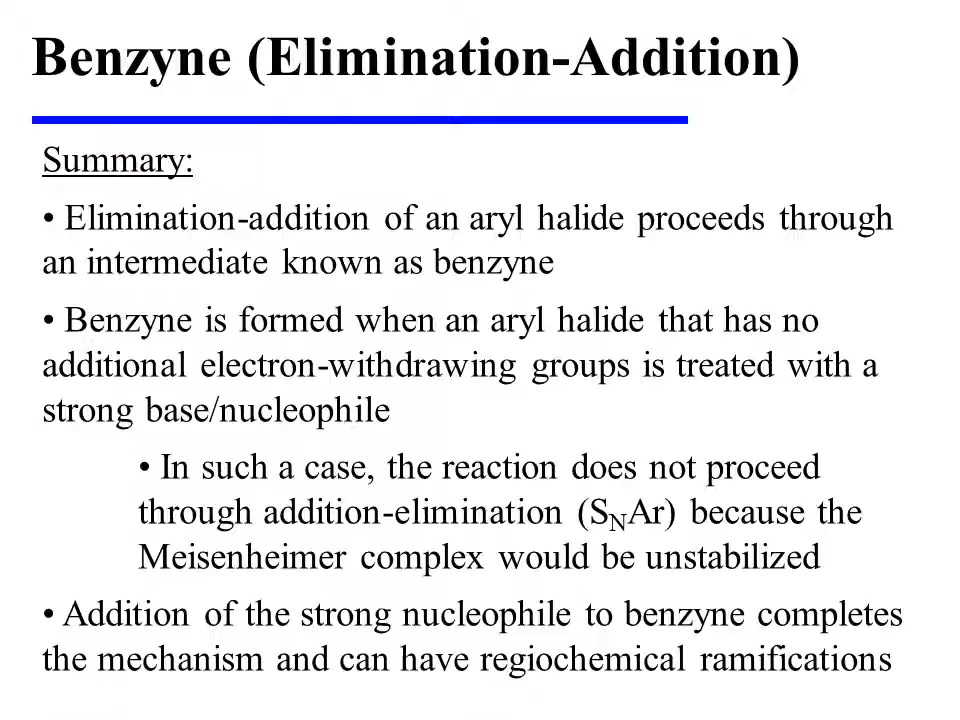 Benzyne (Elimination-Addition)
Summary:
• Elimination-addition of an aryl halide proceeds through
an intermediate known as benzyne
• Benzyne is formed when an aryl halide that has no
additional electron-withdrawing groups is treated with a
strong base/nucleophile
• In such a case, the reaction does not proceed
through addition-elimination (SNAr) because the
Meisenheimer complex would be unstabilized
• Addition of the strong nucleophile to benzyne completes
the mechanism and can have regiochemical ramifications